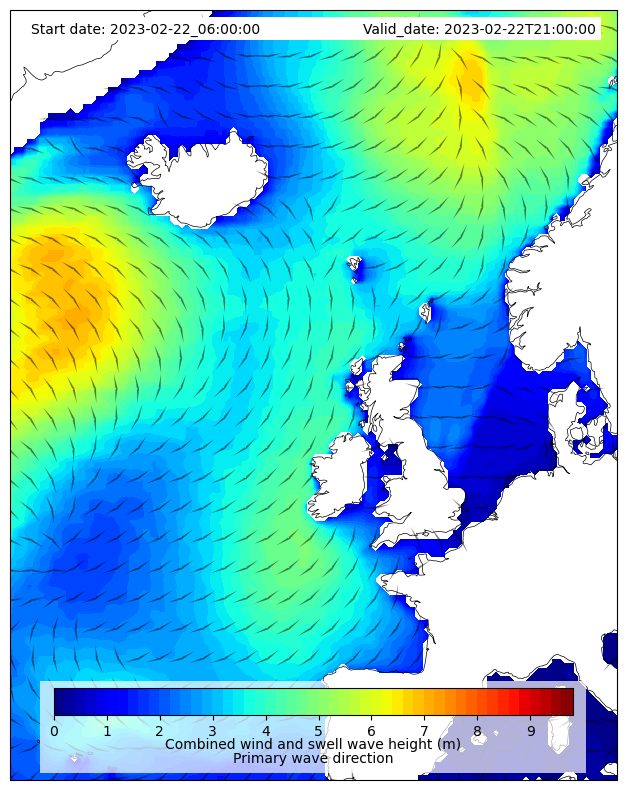 Start date: 2023-02-22_06:00:00 Valid_date: 2023-02-22T21:00:00
0 1 2 3 4 5 6 7 8 9
Combined wind and swell wave height (m)
Primary wave direction